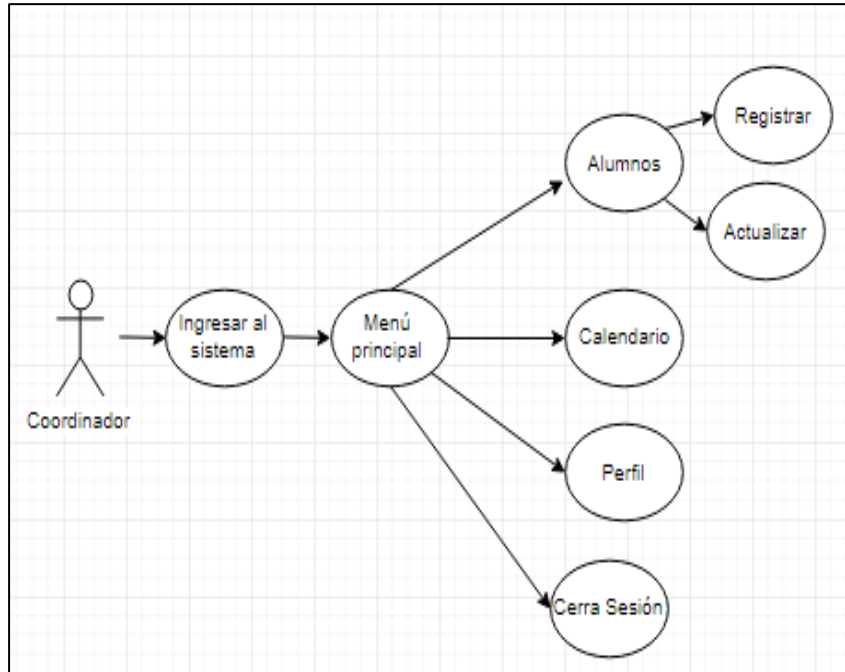 Registrar
Alumnos
Actualizar
Ingresar al
sistema
Menú
principal
Calendario
Coordinador
Perfil
Cerra Sesión